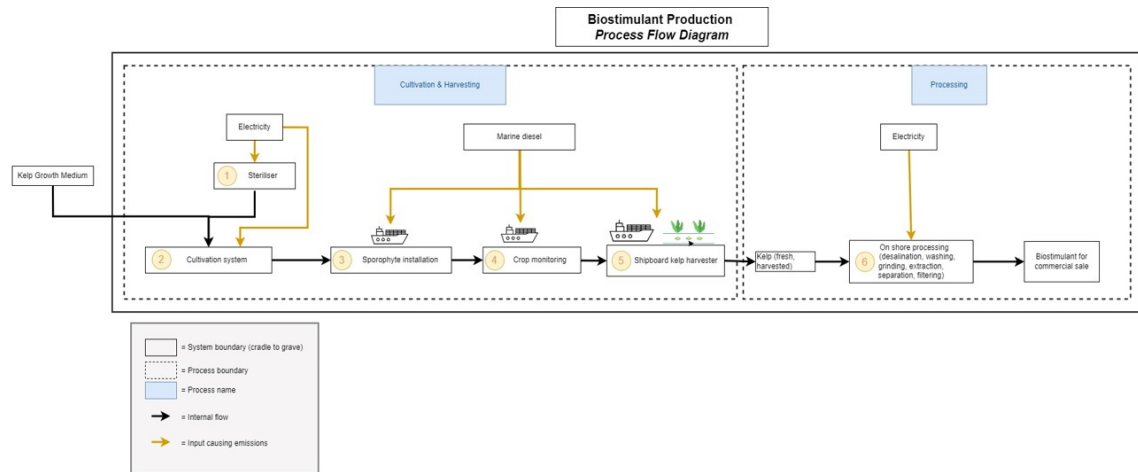 Biostimulant Production
Process Flow Diagram
Cultivation & Harvesting
Processing
Electricity
Marine diesel
Electricity
Kelp Growth Medium
1
Steriliser
2
Cultivation system
3
Sporophyte installation
4
Crop monitoring
5
Shipboard kelp harvester
Kelp (fresh,
harvested)
6
On shore processing
(desalination, washing,
grinding, extraction,
separation, filtering)
Biostimulant for
commercial sale
= System boundary (cradle to grave)
= Process boundary
= Process name
= Internal flow
= Input causing emissions